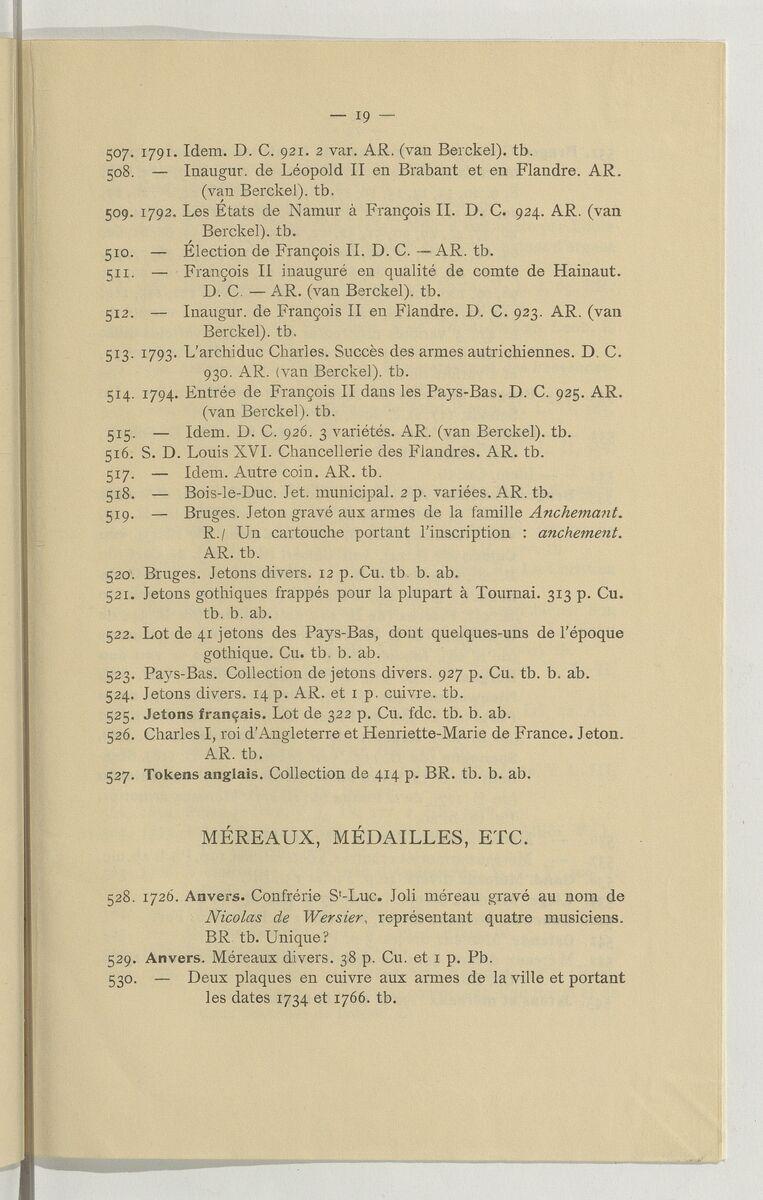 — 19 —
507. 1791. Idem. D. C. 921. 2 var. AR. (van Berckel). tb.
508. — Inaugur. de Léopold II en Brabant et en Flandre. AR.
(van Berckel). tb.
509. 1792. Les États de Namur à François II. D. C. 924. AR. (van
Berckel). tb.
510. — Élection de François II. D. C. — AR. tb.
511. — François II inauguré en qualité de comte de Hainaut.
D. C. — AR. (van Berckel). tb.
512. — Inaugur. de François II en Flandre. D. C. 923. AR. (van
Berckel). tb.
513. 1793. L'archiduc Charles. Succès des armes autrichiennes. D. C.
930. AR. (van Berckel). tb.
514. 1794. Entrée de François II dans les Pays-Bas. D. C. 925. AR.
(van Berckel). tb.
515. — Idem. D. C. 926. 3 variétés. AR. (van Berckel). tb.
516. S. D. Louis XVI. Chancellerie des Flandres. AR. tb.
517. — Idem. Autre coin. AR. tb.
518. — Bois-le-Duc. Jet. municipal. 2 p. variées. AR. tb.
519. — Bruges. Jeton gravé aux armes de la famille Anchemant.
R./ Un cartouche portant l'inscription : anchement.
AR. tb.
520. Bruges. Jetons divers. 12 p. Cu. tb. b. ab.
521. Jetons gothiques frappés pour la plupart à Tournai. 313 p. Cu.
tb. b. ab.
522. Lot de 41 jetons des Pays-Bas, dont quelques-uns de l'époque
gothique. Cu. tb. b. ab.
523. Pays-Bas. Collection de jetons divers. 927 p. Cu. tb. b. ab.
524. Jetons divers. 14 p. AR. et 1 p. cuivre. tb.
525. Jetons français. Lot de 322 p. Cu. fdc. tb. b. ab.
526. Charles I, roi d'Angleterre et Henriette-Marie de France. Jeton.
AR. tb.
527. Tokens anglais. Collection de 414 p. BR. tb. b. ab.
MÉREAUX, MÉDAILLES, ETC.
528. 1726. Anvers. Confrérie Sᵗ-Luc. Joli méreau gravé au nom de
Nicolas de Wersier, représentant quatre musiciens.
BR tb. Unique?
529. Anvers. Méreaux divers. 38 p. Cu. et 1 p. Pb.
530. — Deux plaques en cuivre aux armes de la ville et portant
les dates 1734 et 1766. tb.